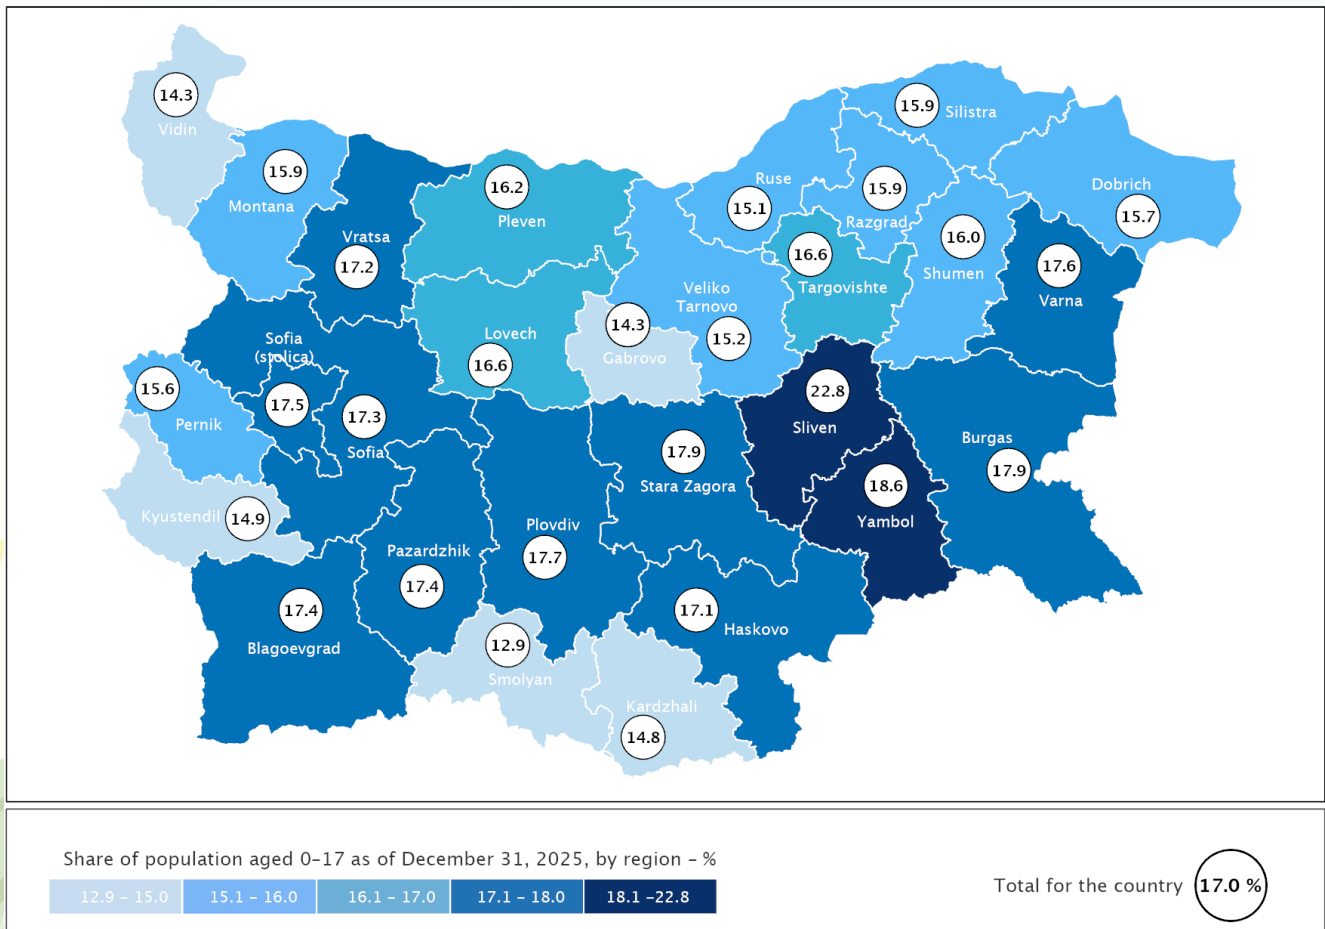 14.3
Vidin
15.9
Montana
Vratsa
17.2
16.2
Pleven
15.9
Silistra
Ruse
15.1
15.9
Razgrad
Dobrich
15.7
16.0
Shumen
16.6
Targovishte
17.6
Varna
Veliko
Tarnovo
15.2
14.3
Gabrovo
Lovech
16.6
Sofia
(stolica)
17.5
17.3
Sofia
15.6
Pernik
22.8
Sliven
17.9
Stara Zagora
Burgas
17.9
18.6
Yambol
Kyustendil 14.9
Plovdiv
17.7
Pazardzhik
17.4
17.4
Blagoevgrad
17.1
Haskovo
12.9
Smolyan
Kardzhali
14.8
Share of population aged 0–17 as of December 31, 2025, by region – %
12.9 – 15.0
15.1 – 16.0
16.1 – 17.0
17.1 – 18.0
18.1 –22.8
Total for the country 17.0 %